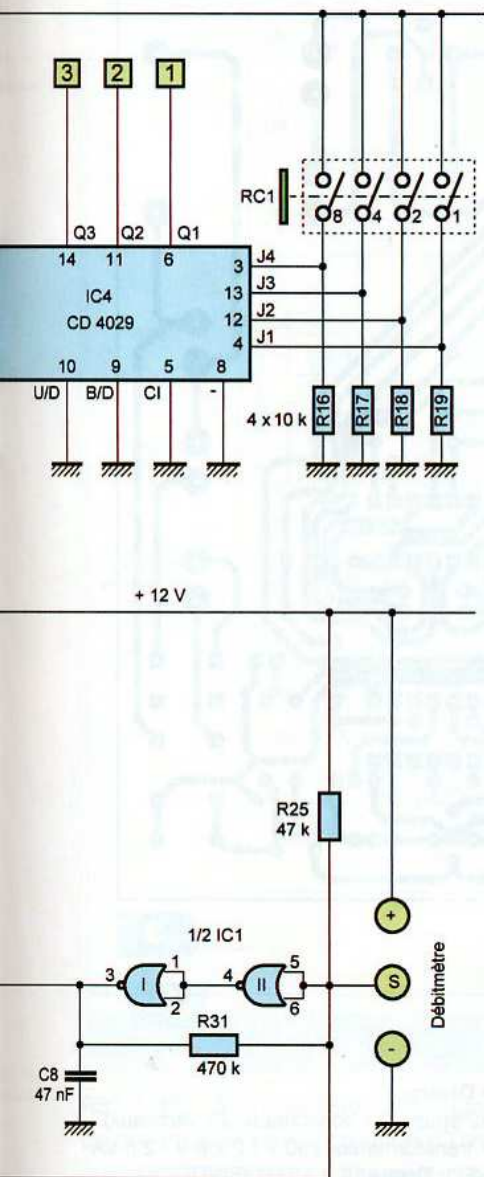 3 2 1
Q3 Q2 Q1
14 11 6
RC1
8 4 2 1
IC4
CD 4029
3 J4
13 J3
12 J2
4 J1
10 9 5 8
U/D B/D CI -
4 x 10 k
R16 R17 R18 R19
+ 12 V
R25
47 k
+
S
-
Débitmètre
1/2 IC1
3 I 1 2
4 II 5 6
R31
470 k
C8
47 nF